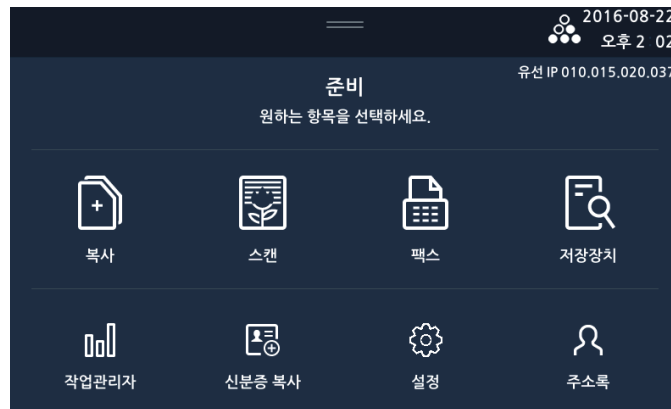 2016-08-22
오후 2 02
유선 IP 010.015.020.037
준비
원하는 항목을 선택하세요.
복사 스캔 팩스 저장장치
작업관리자 신분증 복사 설정 주소록